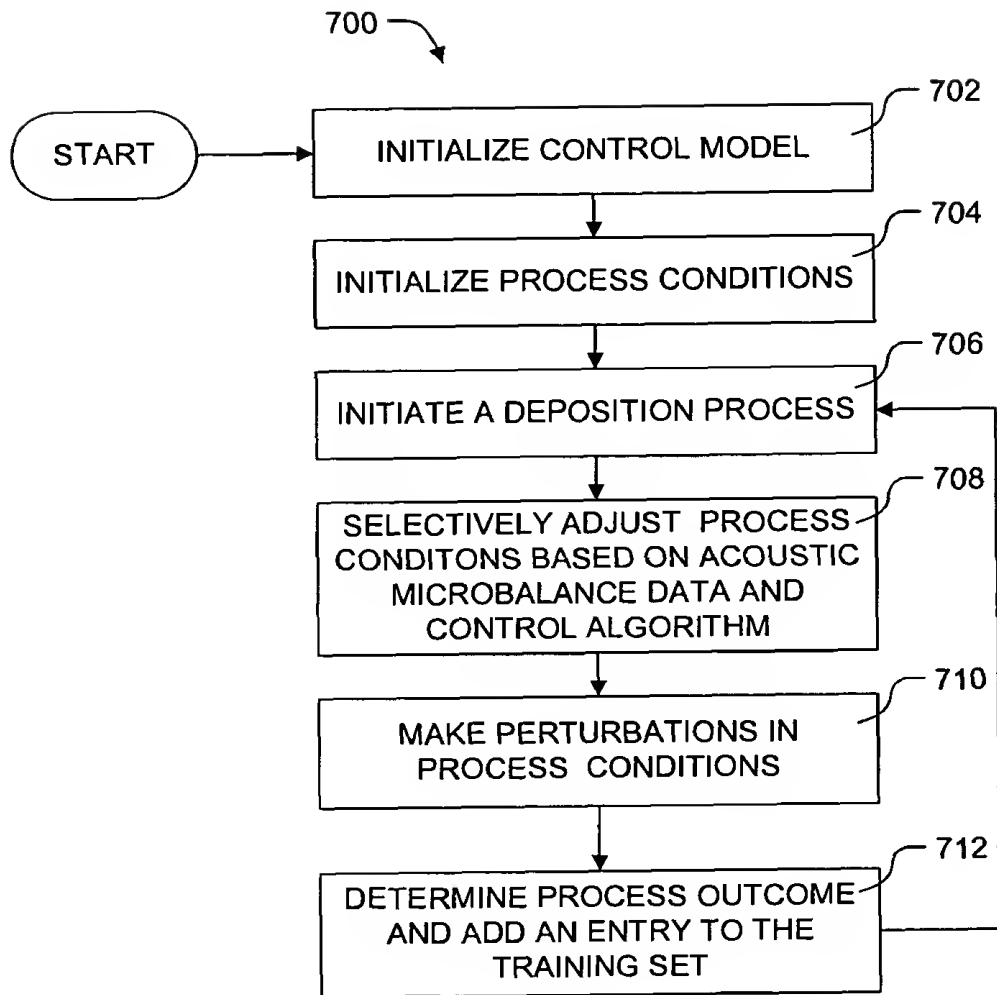 700
702
START
INITIALIZE CONTROL MODEL
704
INITIALIZE PROCESS CONDITIONS
706
INITIATE A DEPOSITION PROCESS
708
SELECTIVELY ADJUST PROCESS
CONDITONS BASED ON ACOUSTIC
MICROBALANCE DATA AND
CONTROL ALGORITHM
710
MAKE PERTURBATIONS IN
PROCESS CONDITIONS
712
DETERMINE PROCESS OUTCOME
AND ADD AN ENTRY TO THE
TRAINING SET